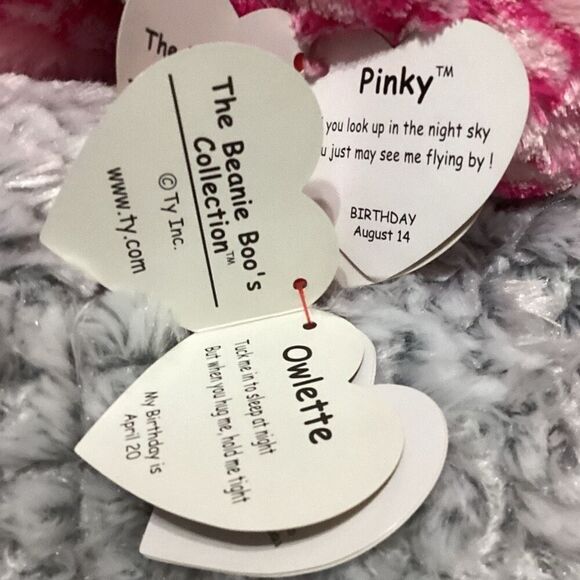 The
Pinky™
you look up in the night sky
just may see me flying by !
BIRTHDAY
August 14
The Beanie Boo's
Collection™
© Ty Inc.
www.ty.com
Owlette
Tuck me in to sleep at night
But when you hug me, hold me tight
My Birthday is
April 20